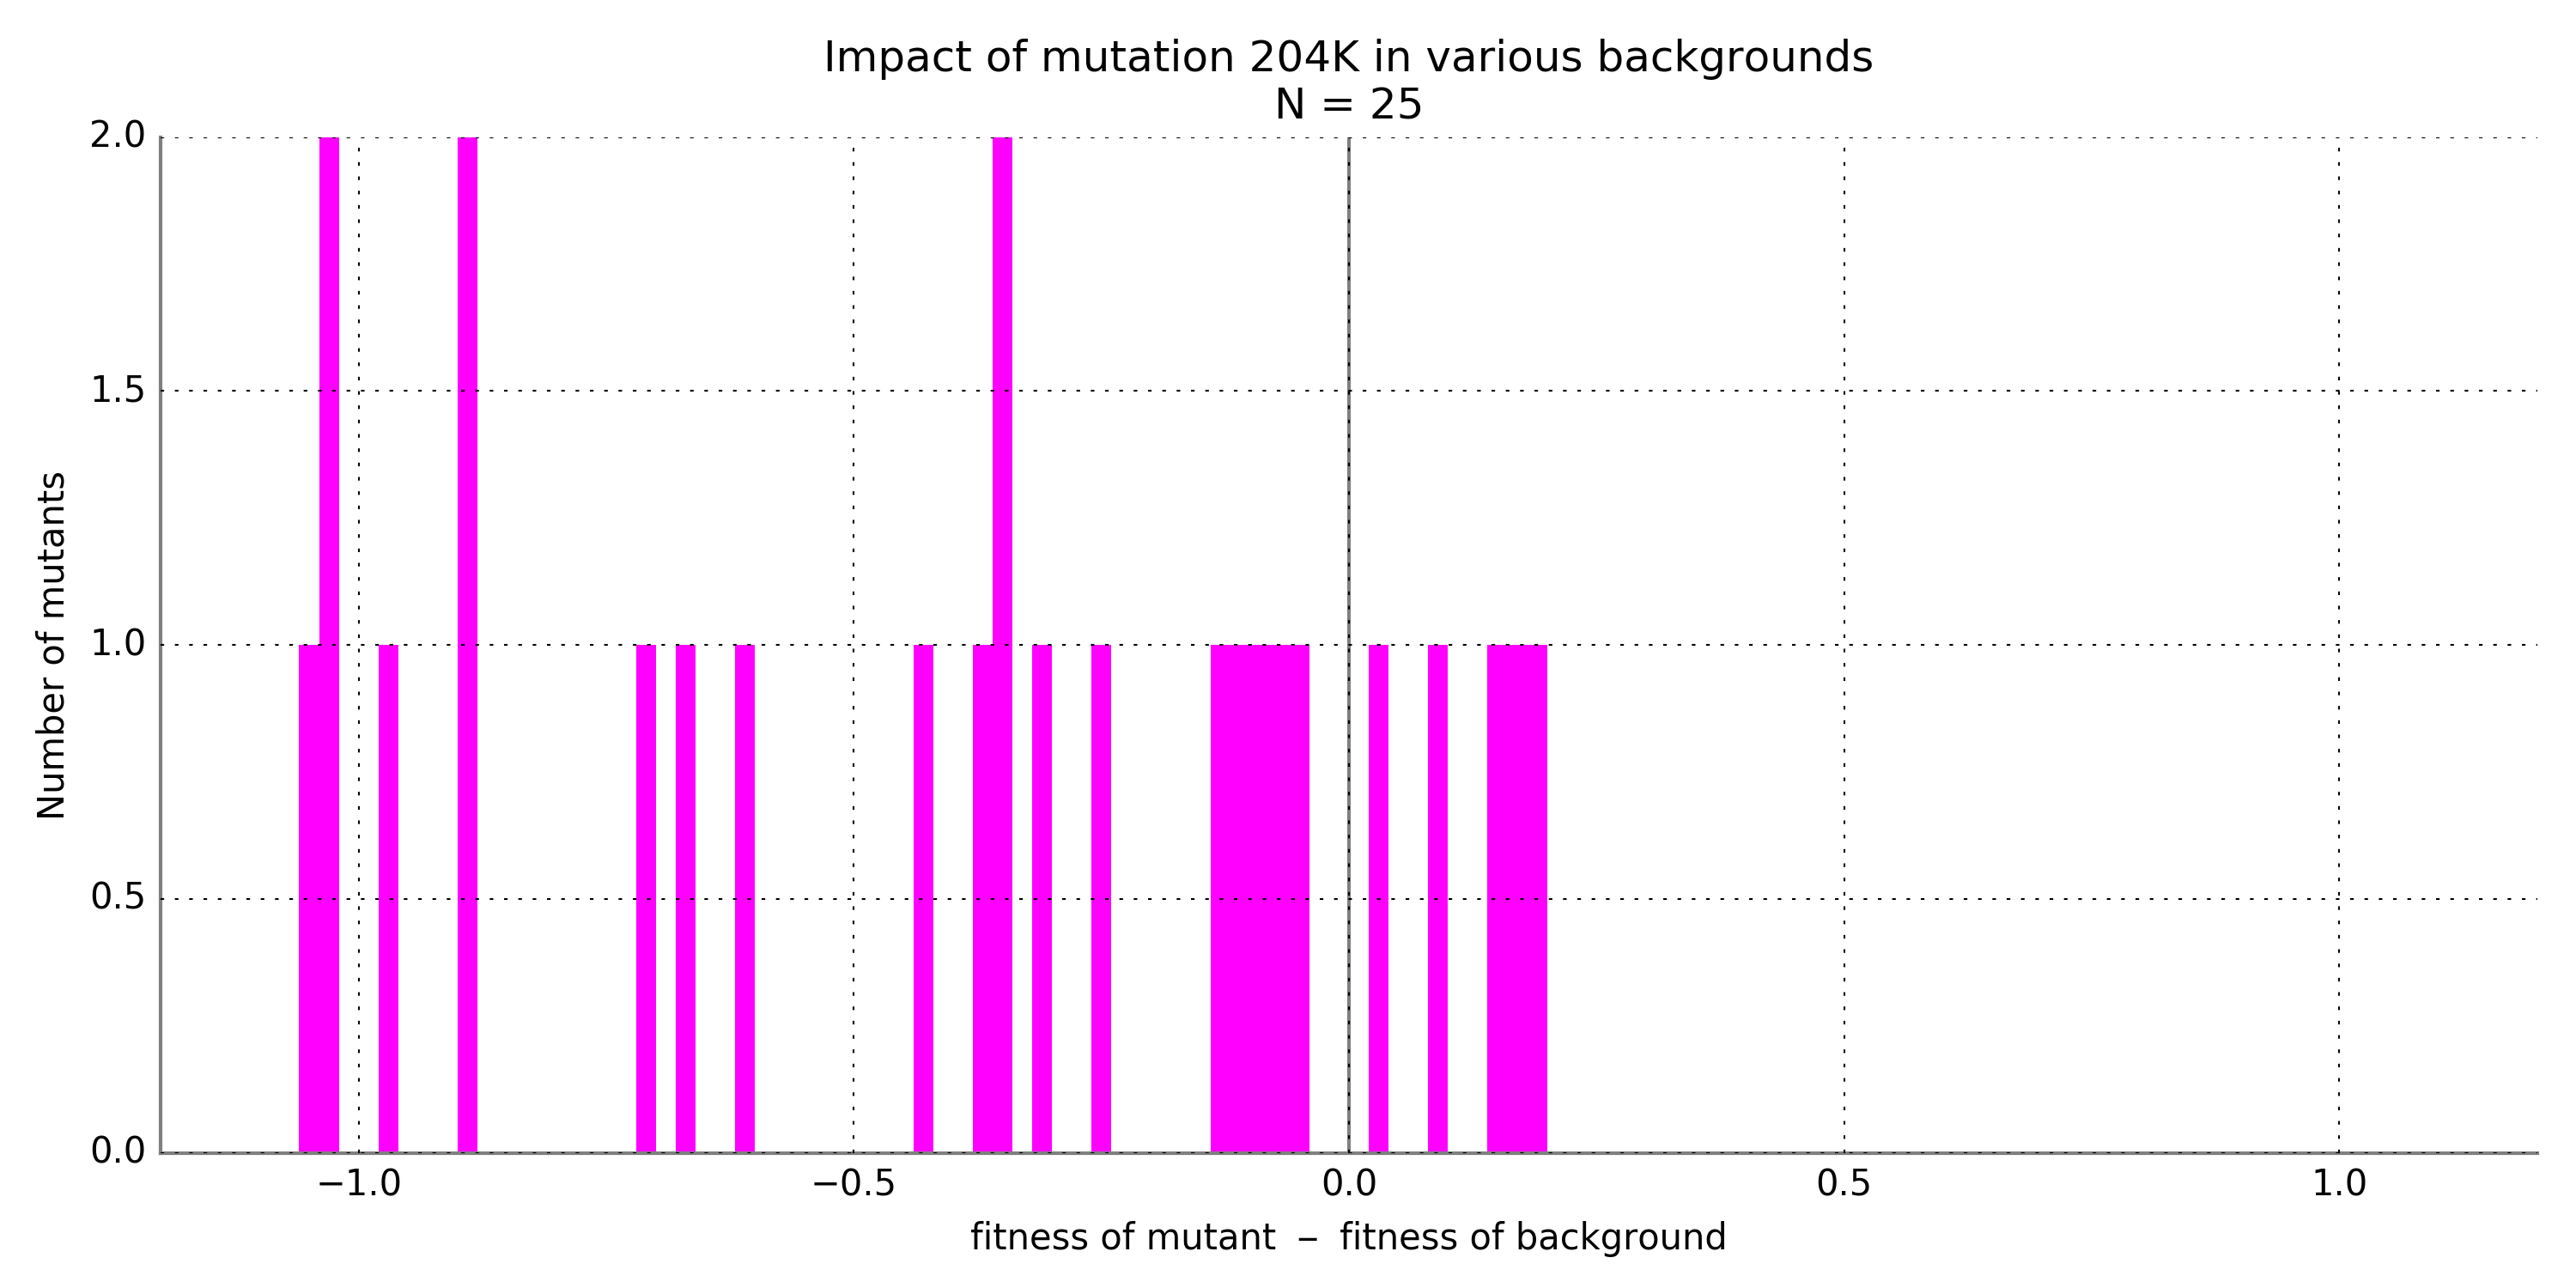 Impact of mutation 204K in various backgrounds
N = 25
2.0
1.5
1.0
0.5
0.0
Number of mutants
−1.0 −0.5 0.0 0.5 1.0
fitness of mutant − fitness of background